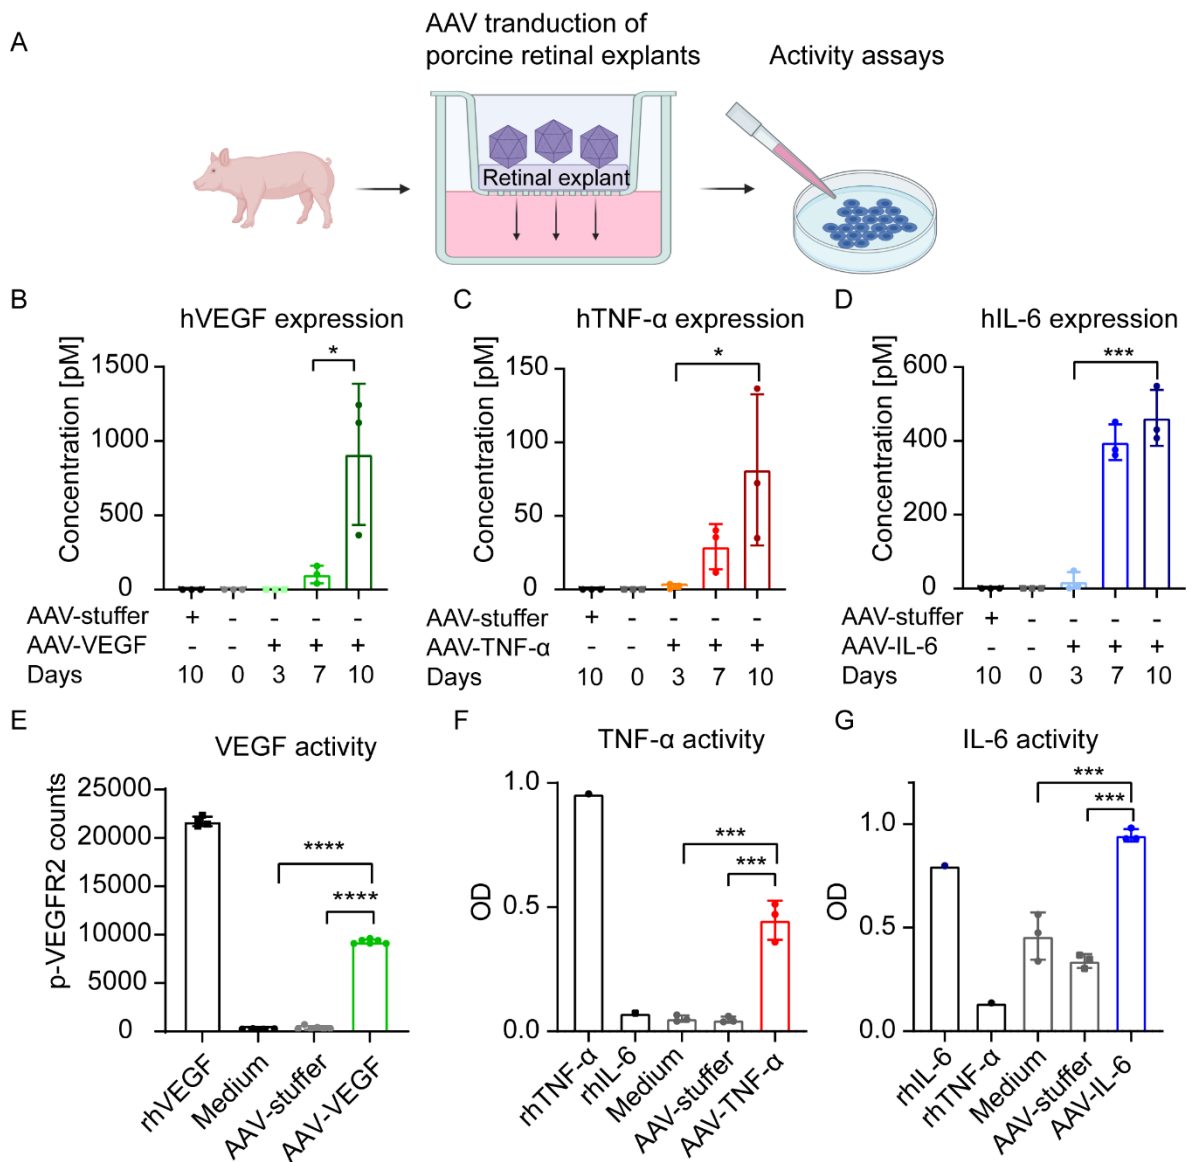 A
AAV tranduction of
porcine retinal explants
Activity assays
Retinal explant
B
hVEGF expression
Concentration [pM]
1500
1000
500
0
*
AAV-stuffer + - - - -
AAV-VEGF - - + + +
Days 10 0 3 7 10
C
hTNF-α expression
Concentration [pM]
150
100
50
0
*
AAV-stuffer + - - - -
AAV-TNF-α - - + + +
Days 10 0 3 7 10
D
hIL-6 expression
Concentration [pM]
600
400
200
0
***
AAV-stuffer + - - - -
AAV-IL-6 - - + + +
Days 10 0 3 7 10
E
VEGF activity
p-VEGFR2 counts
25000
20000
15000
10000
5000
0
****
****
rhVEGF
Medium
AAV-stuffer
AAV-VEGF
F
TNF-α activity
OD
1.0
0.5
0.0
***
***
rhTNF-α
rhIL-6
Medium
AAV-stuffer
AAV-TNF-α
G
IL-6 activity
OD
1.0
0.5
0.0
***
***
rhIL-6
rhTNF-α
Medium
AAV-stuffer
AAV-IL-6